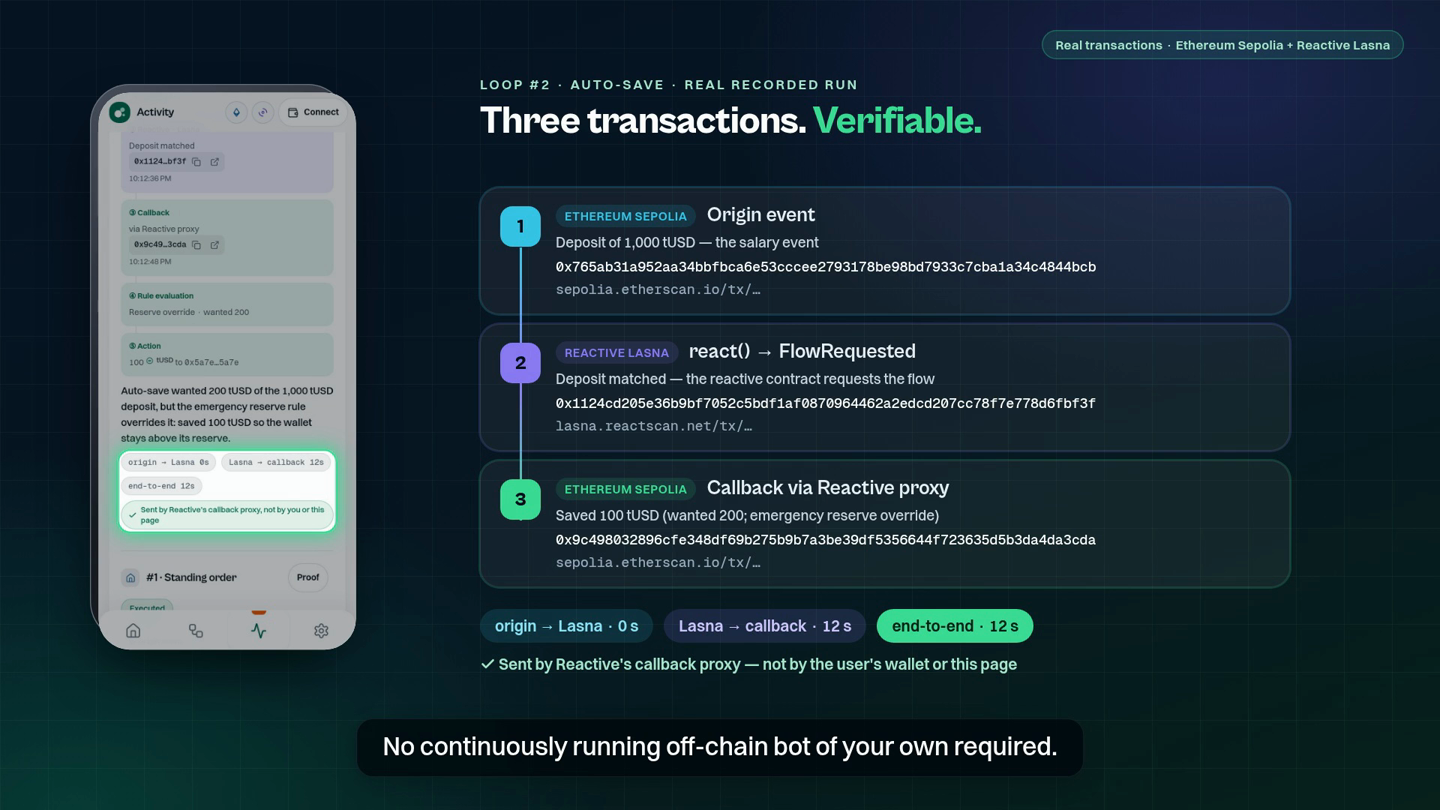 Real transactions · Ethereum Sepolia + Reactive Lasna
Activity
Connect
Deposit matched
0x1124…bf3f
10:12:36 PM
③ Callback
via Reactive proxy
0x9c49…3cda
10:12:48 PM
④ Rule evaluation
Reserve override · wanted 200
⑤ Action
100 tUSD to 0x5a7e…5a7e
Auto-save wanted 200 tUSD of the 1,000 tUSD
deposit, but the emergency reserve rule
overrides it: saved 100 tUSD so the wallet
stays above its reserve.
origin → Lasna 0s
Lasna → callback 12s
end-to-end 12s
Sent by Reactive's callback proxy, not by you or this
page
#1 · Standing order
Proof
Executed
LOOP #2 · AUTO-SAVE · REAL RECORDED RUN
Three transactions. Verifiable.
1
ETHEREUM SEPOLIA Origin event
Deposit of 1,000 tUSD — the salary event
0x765ab31a952aa34bbfbca6e53cccee2793178be98bd7933c7cba1a34c4844bcb
sepolia.etherscan.io/tx/…
2
REACTIVE LASNA react() → FlowRequested
Deposit matched — the reactive contract requests the flow
0x1124cd205e36b9bf7052c5bdf1af0870964462a2edcd207cc78f7e778d6fbf3f
lasna.reactscan.net/tx/…
3
ETHEREUM SEPOLIA Callback via Reactive proxy
Saved 100 tUSD (wanted 200; emergency reserve override)
0x9c498032896cfe348df69b275b9b7a3be39df5356644f723635d5b3da4da3cda
sepolia.etherscan.io/tx/…
origin → Lasna · 0 s
Lasna → callback · 12 s
end-to-end · 12 s
✓ Sent by Reactive's callback proxy — not by the user's wallet or this page
No continuously running off-chain bot of your own required.